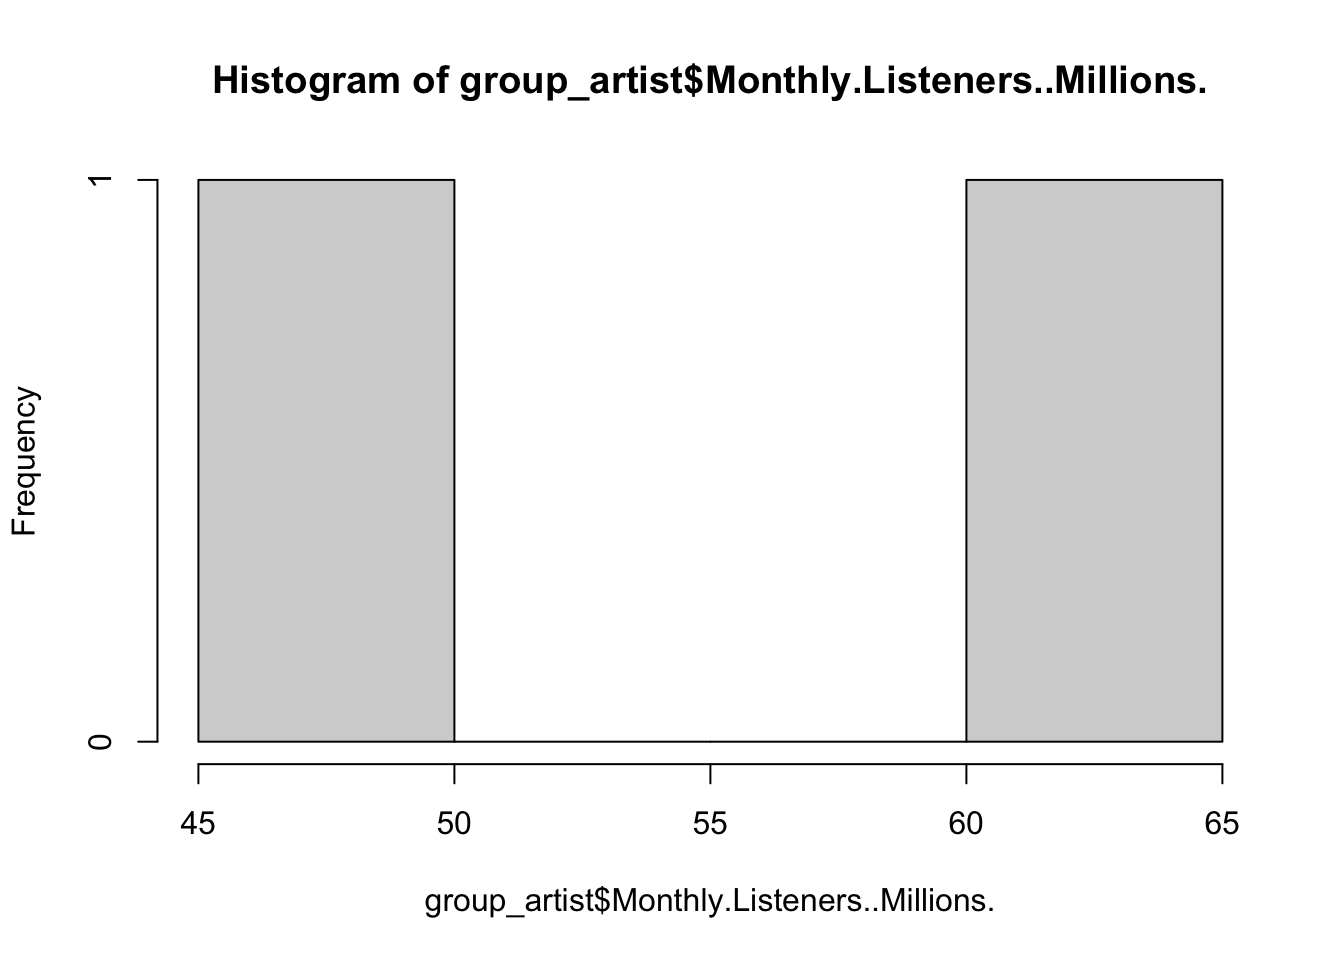 Histogram of group_artist$Monthly.Listeners..Millions.
1
Frequency
0
45 50 55 60 65
group_artist$Monthly.Listeners..Millions.